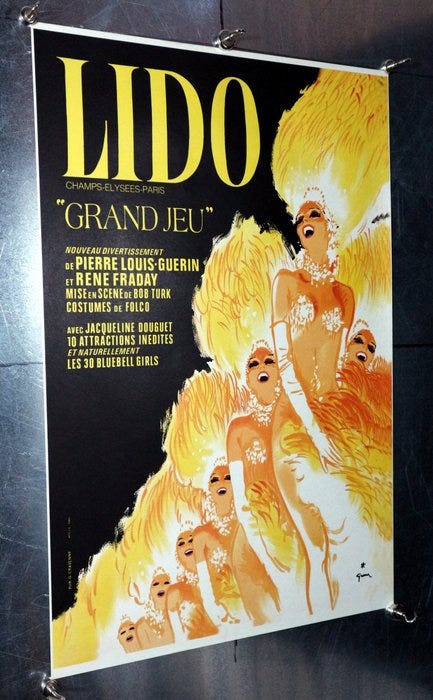 LIDO
CHAMPS-ELYSEES-PARIS
"GRAND JEU"
NOUVEAU DIVERTISSEMENT
DE PIERRE LOUIS-GUERIN
ET RENE FRADAY
MISE EN SCENE DE BOB TURK
COSTUMES DE FOLCO
AVEC JACQUELINE DOUGUET
10 ATTRACTIONS INEDITES
ET NATURELLEMENT
LES 30 BLUEBELL GIRLS